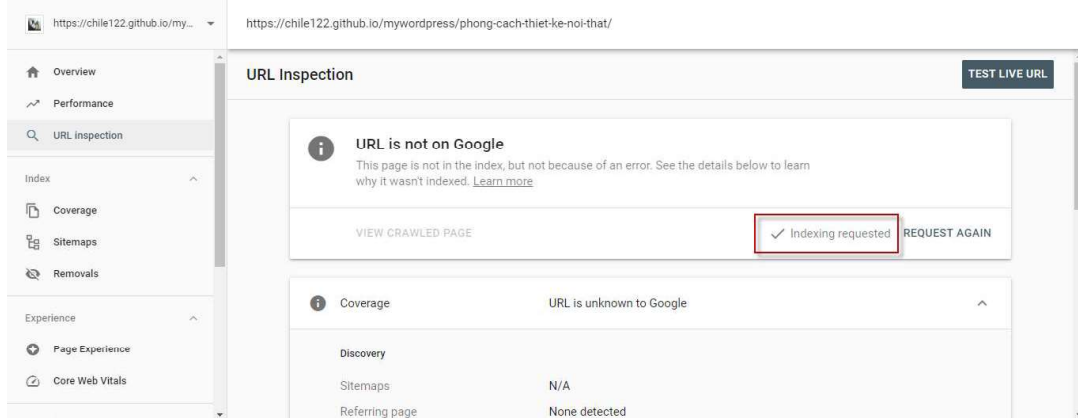 https://chile122.github.io/my...
https://chile122.github.io/mywordpress/phong-cach-thiet-ke-noi-that/
Overview
Performance
URL inspection
Index
Coverage
Sitemaps
Removals
Experience
Page Experience
Core Web Vitals
URL Inspection
TEST LIVE URL
URL is not on Google
This page is not in the index, but not because of an error. See the details below to learn
why it wasn't indexed. Learn more
VIEW CRAWLED PAGE
Indexing requested
REQUEST AGAIN
Coverage
URL is unknown to Google
Discovery
Sitemaps
N/A
Referring page
None detected